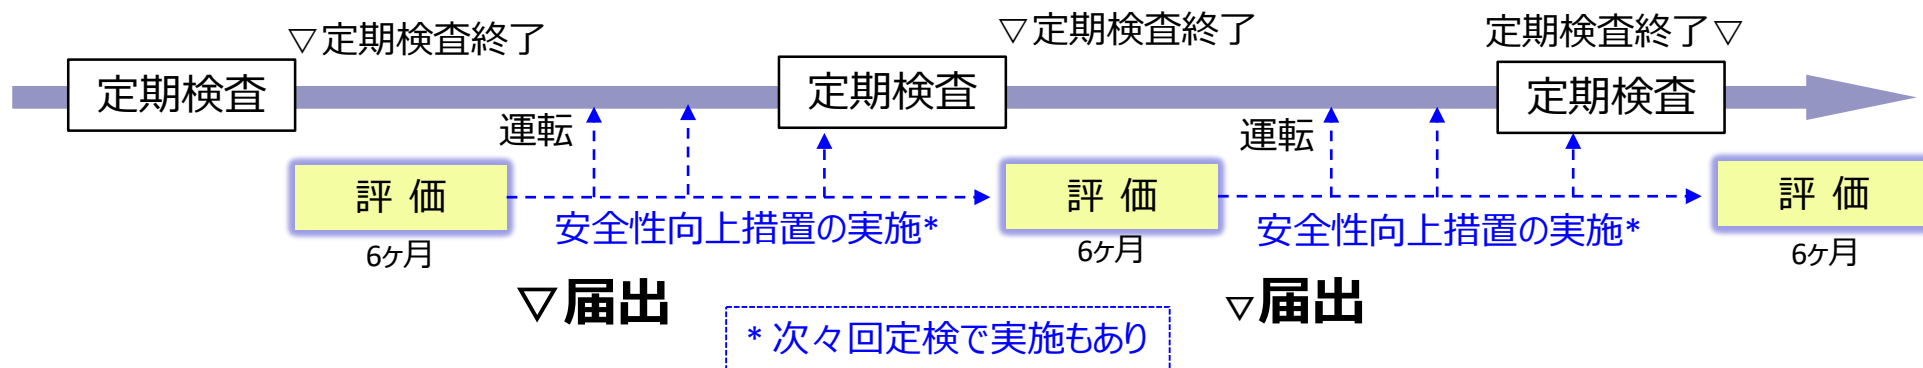 ▽定期検査終了
▽定期検査終了
定期検査終了▽
定期検査
定期検査
定期検査
運転
運転
評 価
評 価
評 価
安全性向上措置の実施*
安全性向上措置の実施*
6ヶ月
6ヶ月
6ヶ月
▽届出
▽届出
* 次々回定検で実施もあり